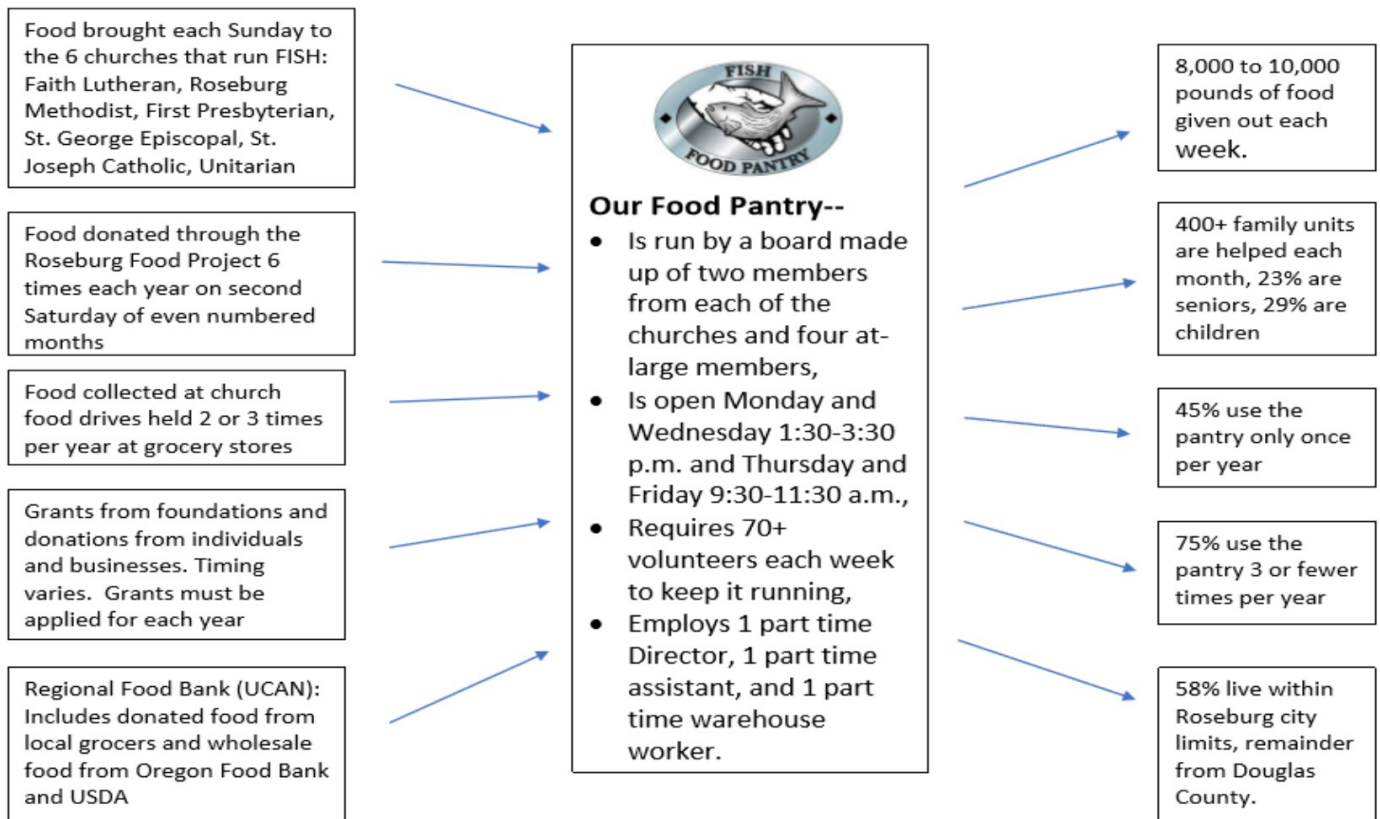 Food brought each Sunday to
the 6 churches that run FISH:
Faith Lutheran, Roseburg
Methodist, First Presbyterian,
St. George Episcopal, St.
Joseph Catholic, Unitarian
Food donated through the
Roseburg Food Project 6
times each year on second
Saturday of even numbered
months
Food collected at church
food drives held 2 or 3 times
per year at grocery stores
Grants from foundations and
donations from individuals
and businesses. Timing
varies.  Grants must be
applied for each year
Regional Food Bank (UCAN):
Includes donated food from
local grocers and wholesale
food from Oregon Food Bank
and USDA
FISH
FOOD PANTRY
Our Food Pantry--
• Is run by a board made
up of two members
from each of the
churches and four at-
large members,
• Is open Monday and
Wednesday 1:30-3:30
p.m. and Thursday and
Friday 9:30-11:30 a.m.,
• Requires 70+
volunteers each week
to keep it running,
• Employs 1 part time
Director, 1 part time
assistant, and 1 part
time warehouse
worker.
8,000 to 10,000
pounds of food
given out each
week.
400+ family units
are helped each
month, 23% are
seniors, 29% are
children
45% use the
pantry only once
per year
75% use the
pantry 3 or fewer
times per year
58% live within
Roseburg city
limits, remainder
from Douglas
County.